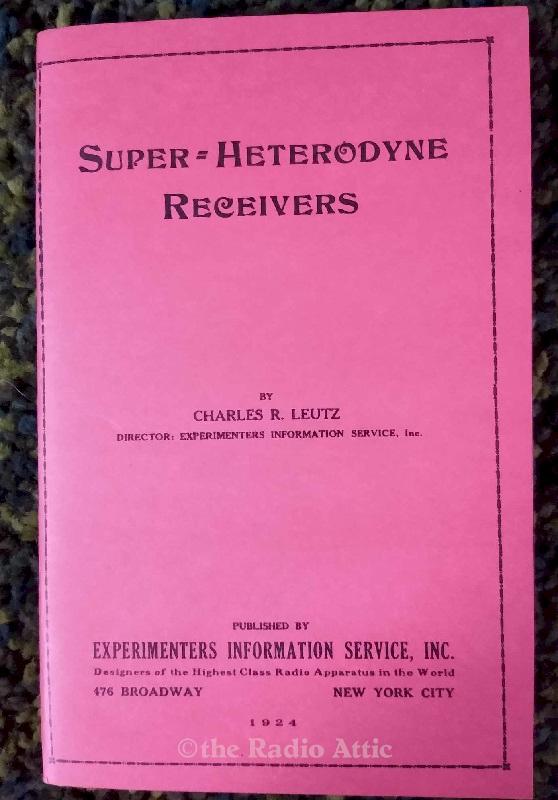 SUPER=HETERODYNE
RECEIVERS
BY
CHARLES R. LEUTZ
DIRECTOR: EXPERIMENTERS INFORMATION SERVICE, Inc.
PUBLISHED BY
EXPERIMENTERS INFORMATION SERVICE, INC.
Designers of the Highest Class Radio Apparatus in the World
476 BROADWAY NEW YORK CITY
1924
©the Radio Attic